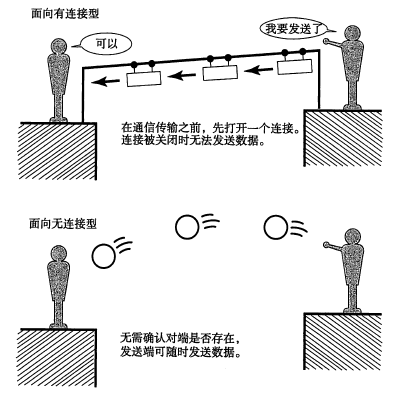 面向有连接型
可以
我要发送了
在通信传输之前，先打开一个连接。
连接被关闭时无法发送数据。
面向无连接型
无需确认对端是否存在，
发送端可随时发送数据。